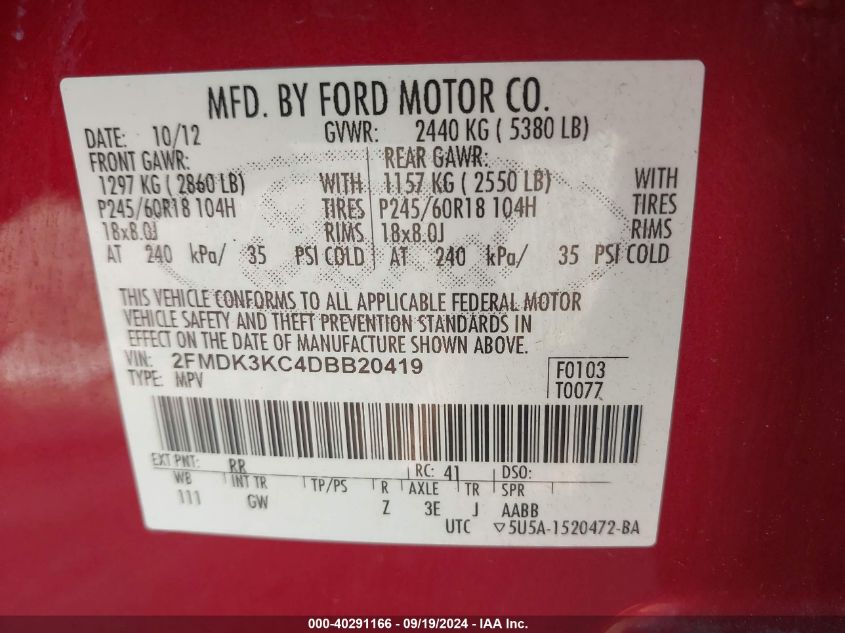 MFD. BY FORD MOTOR CO.
DATE: 10/12 GVWR: 2440 KG ( 5380 LB)
FRONT GAWR: REAR GAWR:
1297 KG ( 2860 LB) WITH 1157 KG ( 2550 LB) WITH
P245/60R18 104H TIRES P245/60R18 104H TIRES
18x8.0J RIMS 18x8.0J RIMS
AT 240 kPa/ 35 PSI COLD AT 240 kPa/ 35 PSI COLD
THIS VEHICLE CONFORMS TO ALL APPLICABLE FEDERAL MOTOR
VEHICLE SAFETY AND THEFT PREVENTION STANDARDS IN
EFFECT ON THE DATE OF MANUFACTURE SHOWN ABOVE.
VIN: 2FMDK3KC4DBB20419 F0103
TYPE: MPV T0077
EXT PNT: RR RC: 41 DSO:
WB INT TR TP/PS R AXLE TR SPR
111 GW Z 3E J AABB
UTC ▽5U5A-1520472-BA
000-40291166 - 09/19/2024 - IAA Inc.